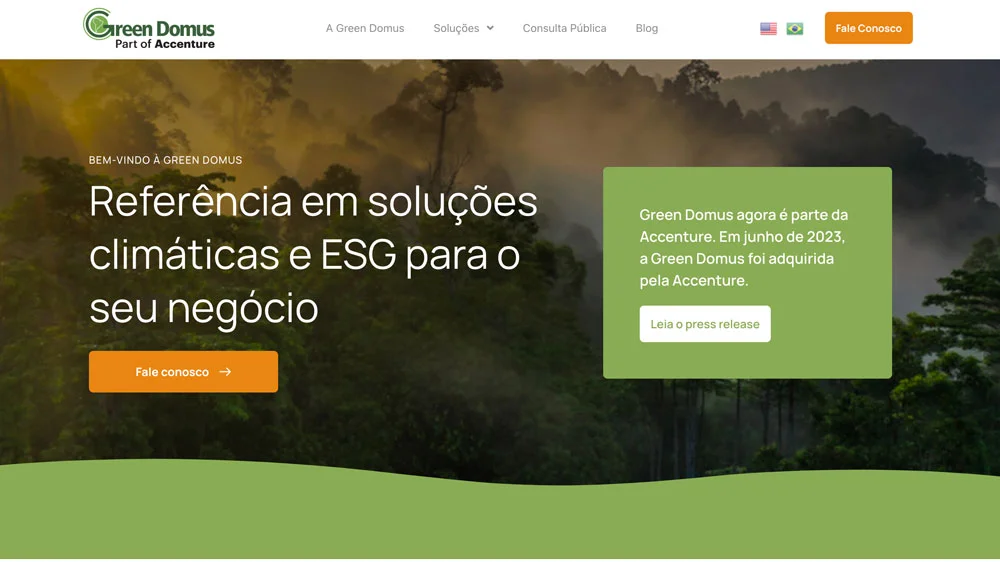 Green Domus
Part of Accenture
A Green Domus
Soluções
Consulta Pública
Blog
Fale Conosco
BEM-VINDO À GREEN DOMUS
Referência em soluções
climáticas e ESG para o
seu negócio
Fale conosco
Green Domus agora é parte da
Accenture. Em junho de 2023,
a Green Domus foi adquirida
pela Accenture.
Leia o press release